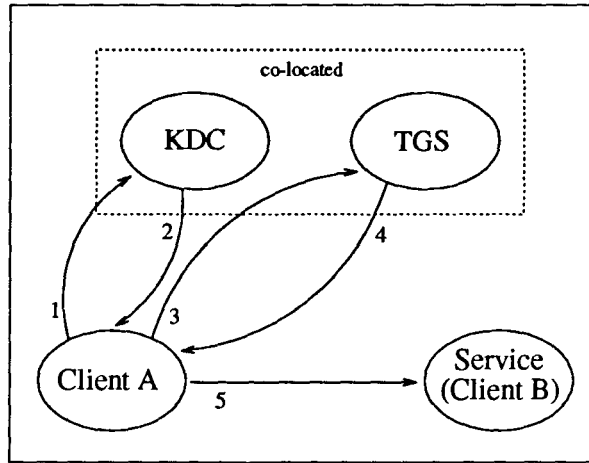 co-located
KDC
TGS
2
4
1
3
Client A
5
Service
(Client B)